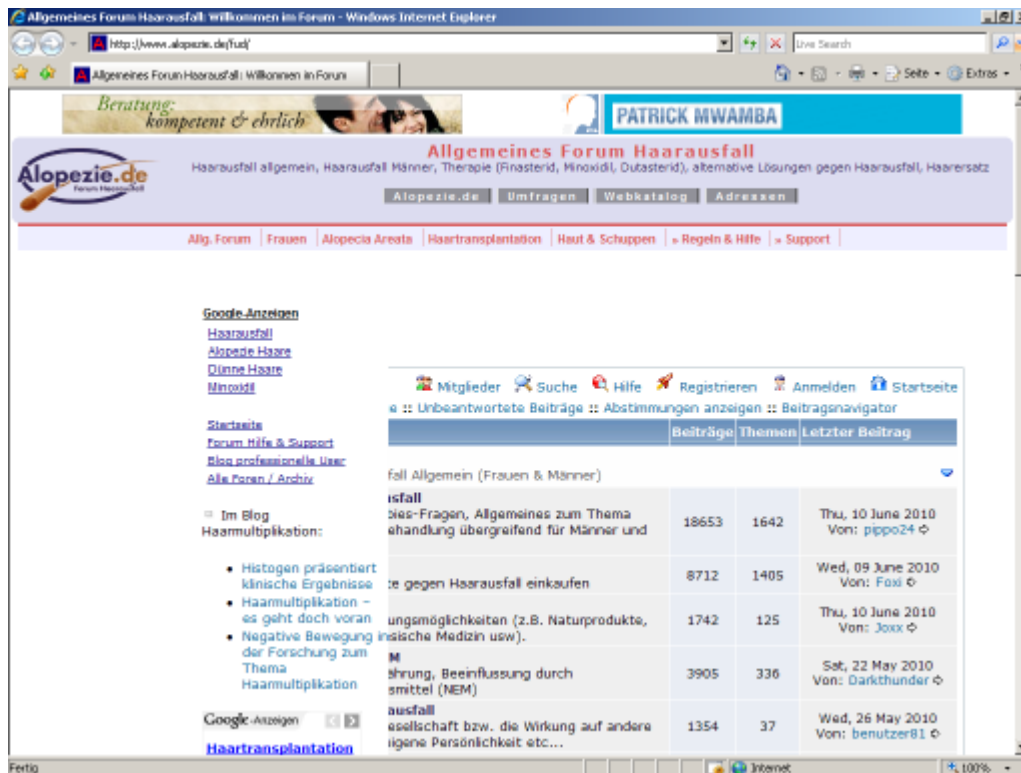 Allgemeines Forum Haarausfall: Willkommen im Forum - Windows Internet Explorer
http://www.alopezie.de/fud/
Live Search
Allgemeines Forum Haarausfall: Willkommen im Forum
Seite
Extras
Beratung:
kompetent & ehrlich
PATRICK MWAMBA
Alopezie.de
Forum Haarausfall
Allgemeines Forum Haarausfall
Haarausfall allgemein, Haarausfall Männer, Therapie (Finasterid, Minoxidil, Dutasterid), alternative Lösungen gegen Haarausfall, Haarersatz
Alopezie.de Umfragen Webkatalog Adressen
Allg. Forum Frauen Alopecia Areata Haartransplantation Haut & Schuppen » Regeln & Hilfe » Support
Google-Anzeigen
Haarausfall
Alopezie Haare
Dünne Haare
Minoxidil
Startseite
Forum Hilfe & Support
Blog professionelle User
Alle Foren / Archiv
Im Blog
Haarmultiplikation:
Histogen präsentiert
klinische Ergebnisse
Haarmultiplikation –
es geht doch voran
Negative Bewegung in
der Forschung zum
Thema
Haarmultiplikation
Google-Anzeigen
Haartransplantation
Mitglieder Suche Hilfe Registrieren Anmelden Startseite
e :: Unbeantwortete Beiträge :: Abstimmungen anzeigen :: Beitragsnavigator
Beiträge Themen Letzter Beitrag
fall Allgemein (Frauen & Männer)
usfall
bies-Fragen, Allgemeines zum Thema
ehandlung übergreifend für Männer und
18653 1642 Thu, 10 June 2010
Von: pippo24
te gegen Haarausfall einkaufen
8712 1405 Wed, 09 June 2010
Von: Foxi
ungsmöglichkeiten (z.B. Naturprodukte,
sische Medizin usw).
1742 125 Thu, 10 June 2010
Von: Joxx
M
ährung, Beeinflussung durch
smittel (NEM)
3905 336 Sat, 22 May 2010
Von: Darkthunder
ausfall
esellschaft bzw. die Wirkung auf andere
igene Persönlichkeit etc...
1354 37 Wed, 26 May 2010
Von: benutzer81
Fertig
Internet
100%